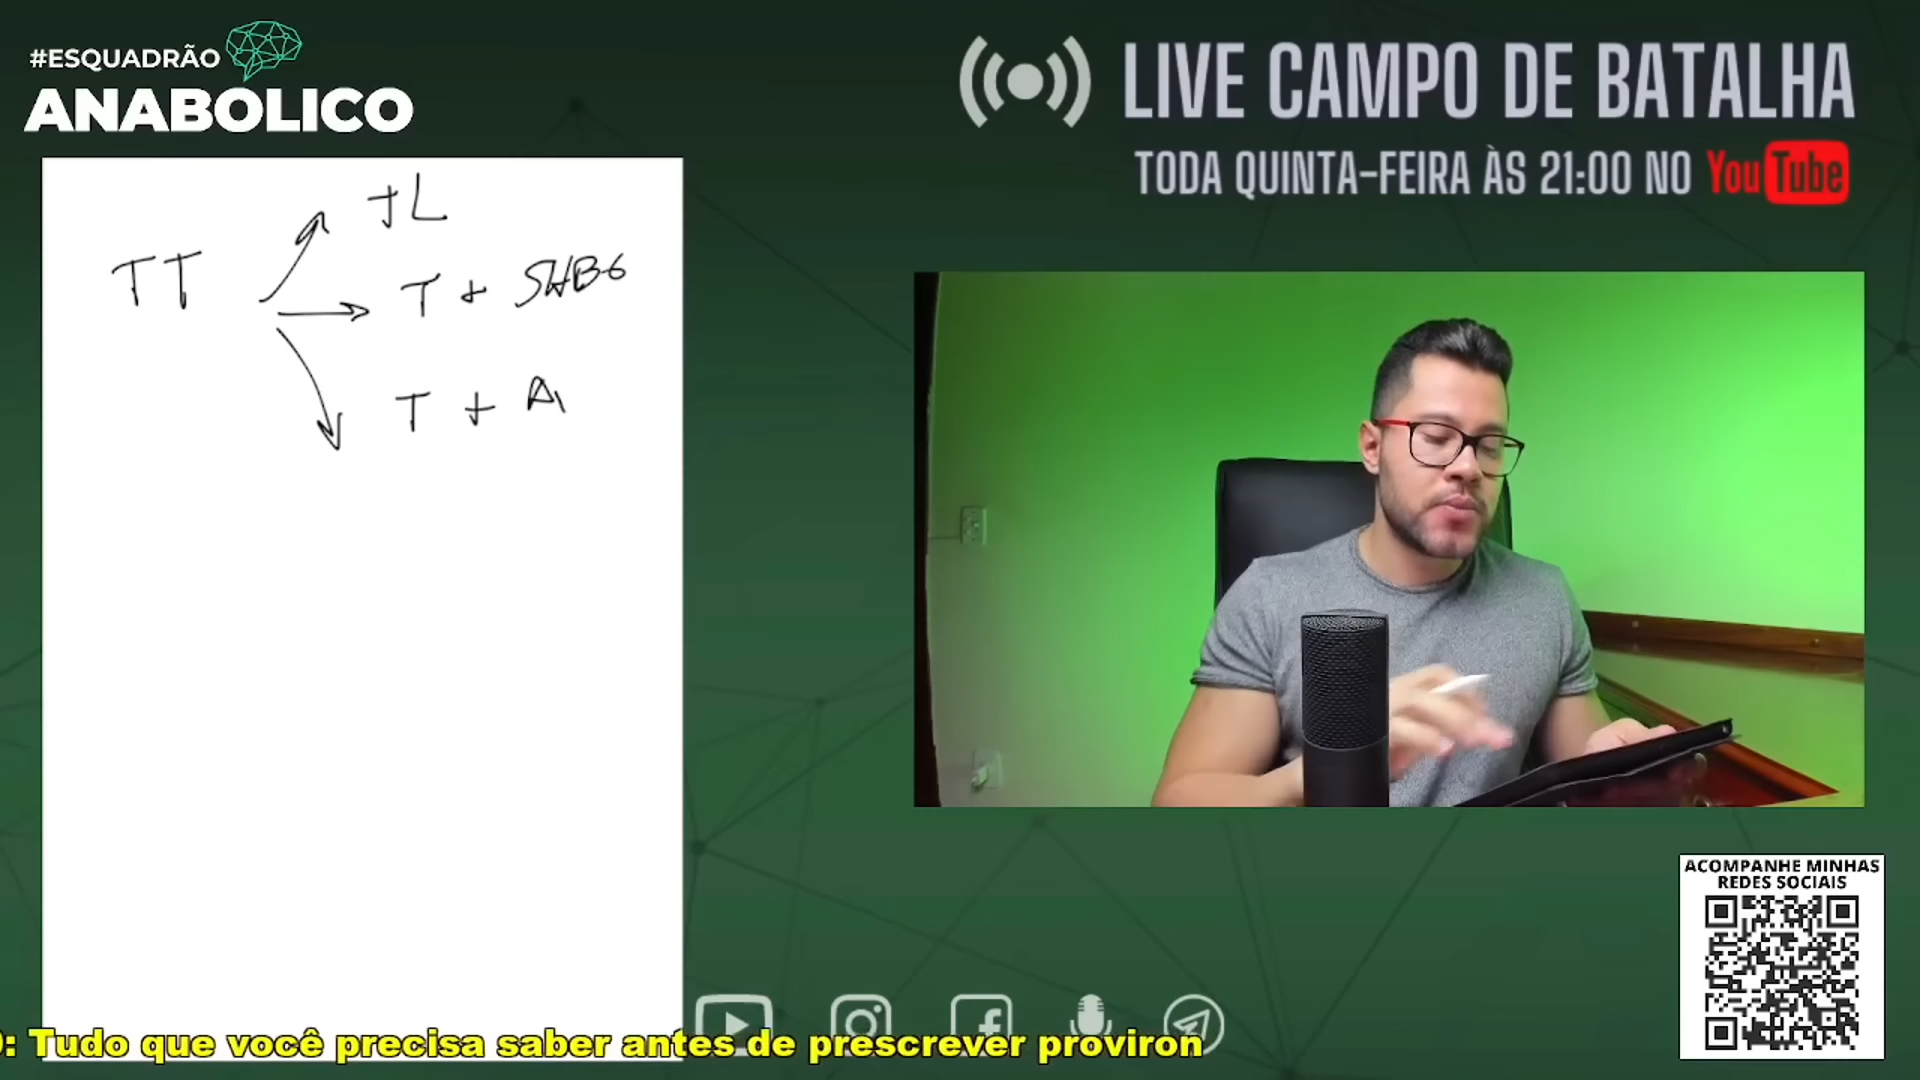 #ESQUADRÃO
ANABOLICO
LIVE CAMPO DE BATALHA
TODA QUINTA-FEIRA ÀS 21:00 NO YouTube
TL
TT
T + SHBG
T + A
ACOMPANHE MINHAS
REDES SOCIAIS
: Tudo que você precisa saber antes de prescrever proviron